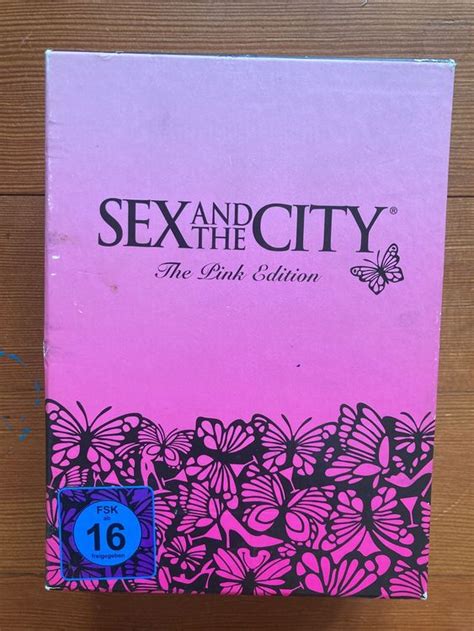 SEX AND THE CITY®
The Pink Edition
FSK
ab
16
freigegeben